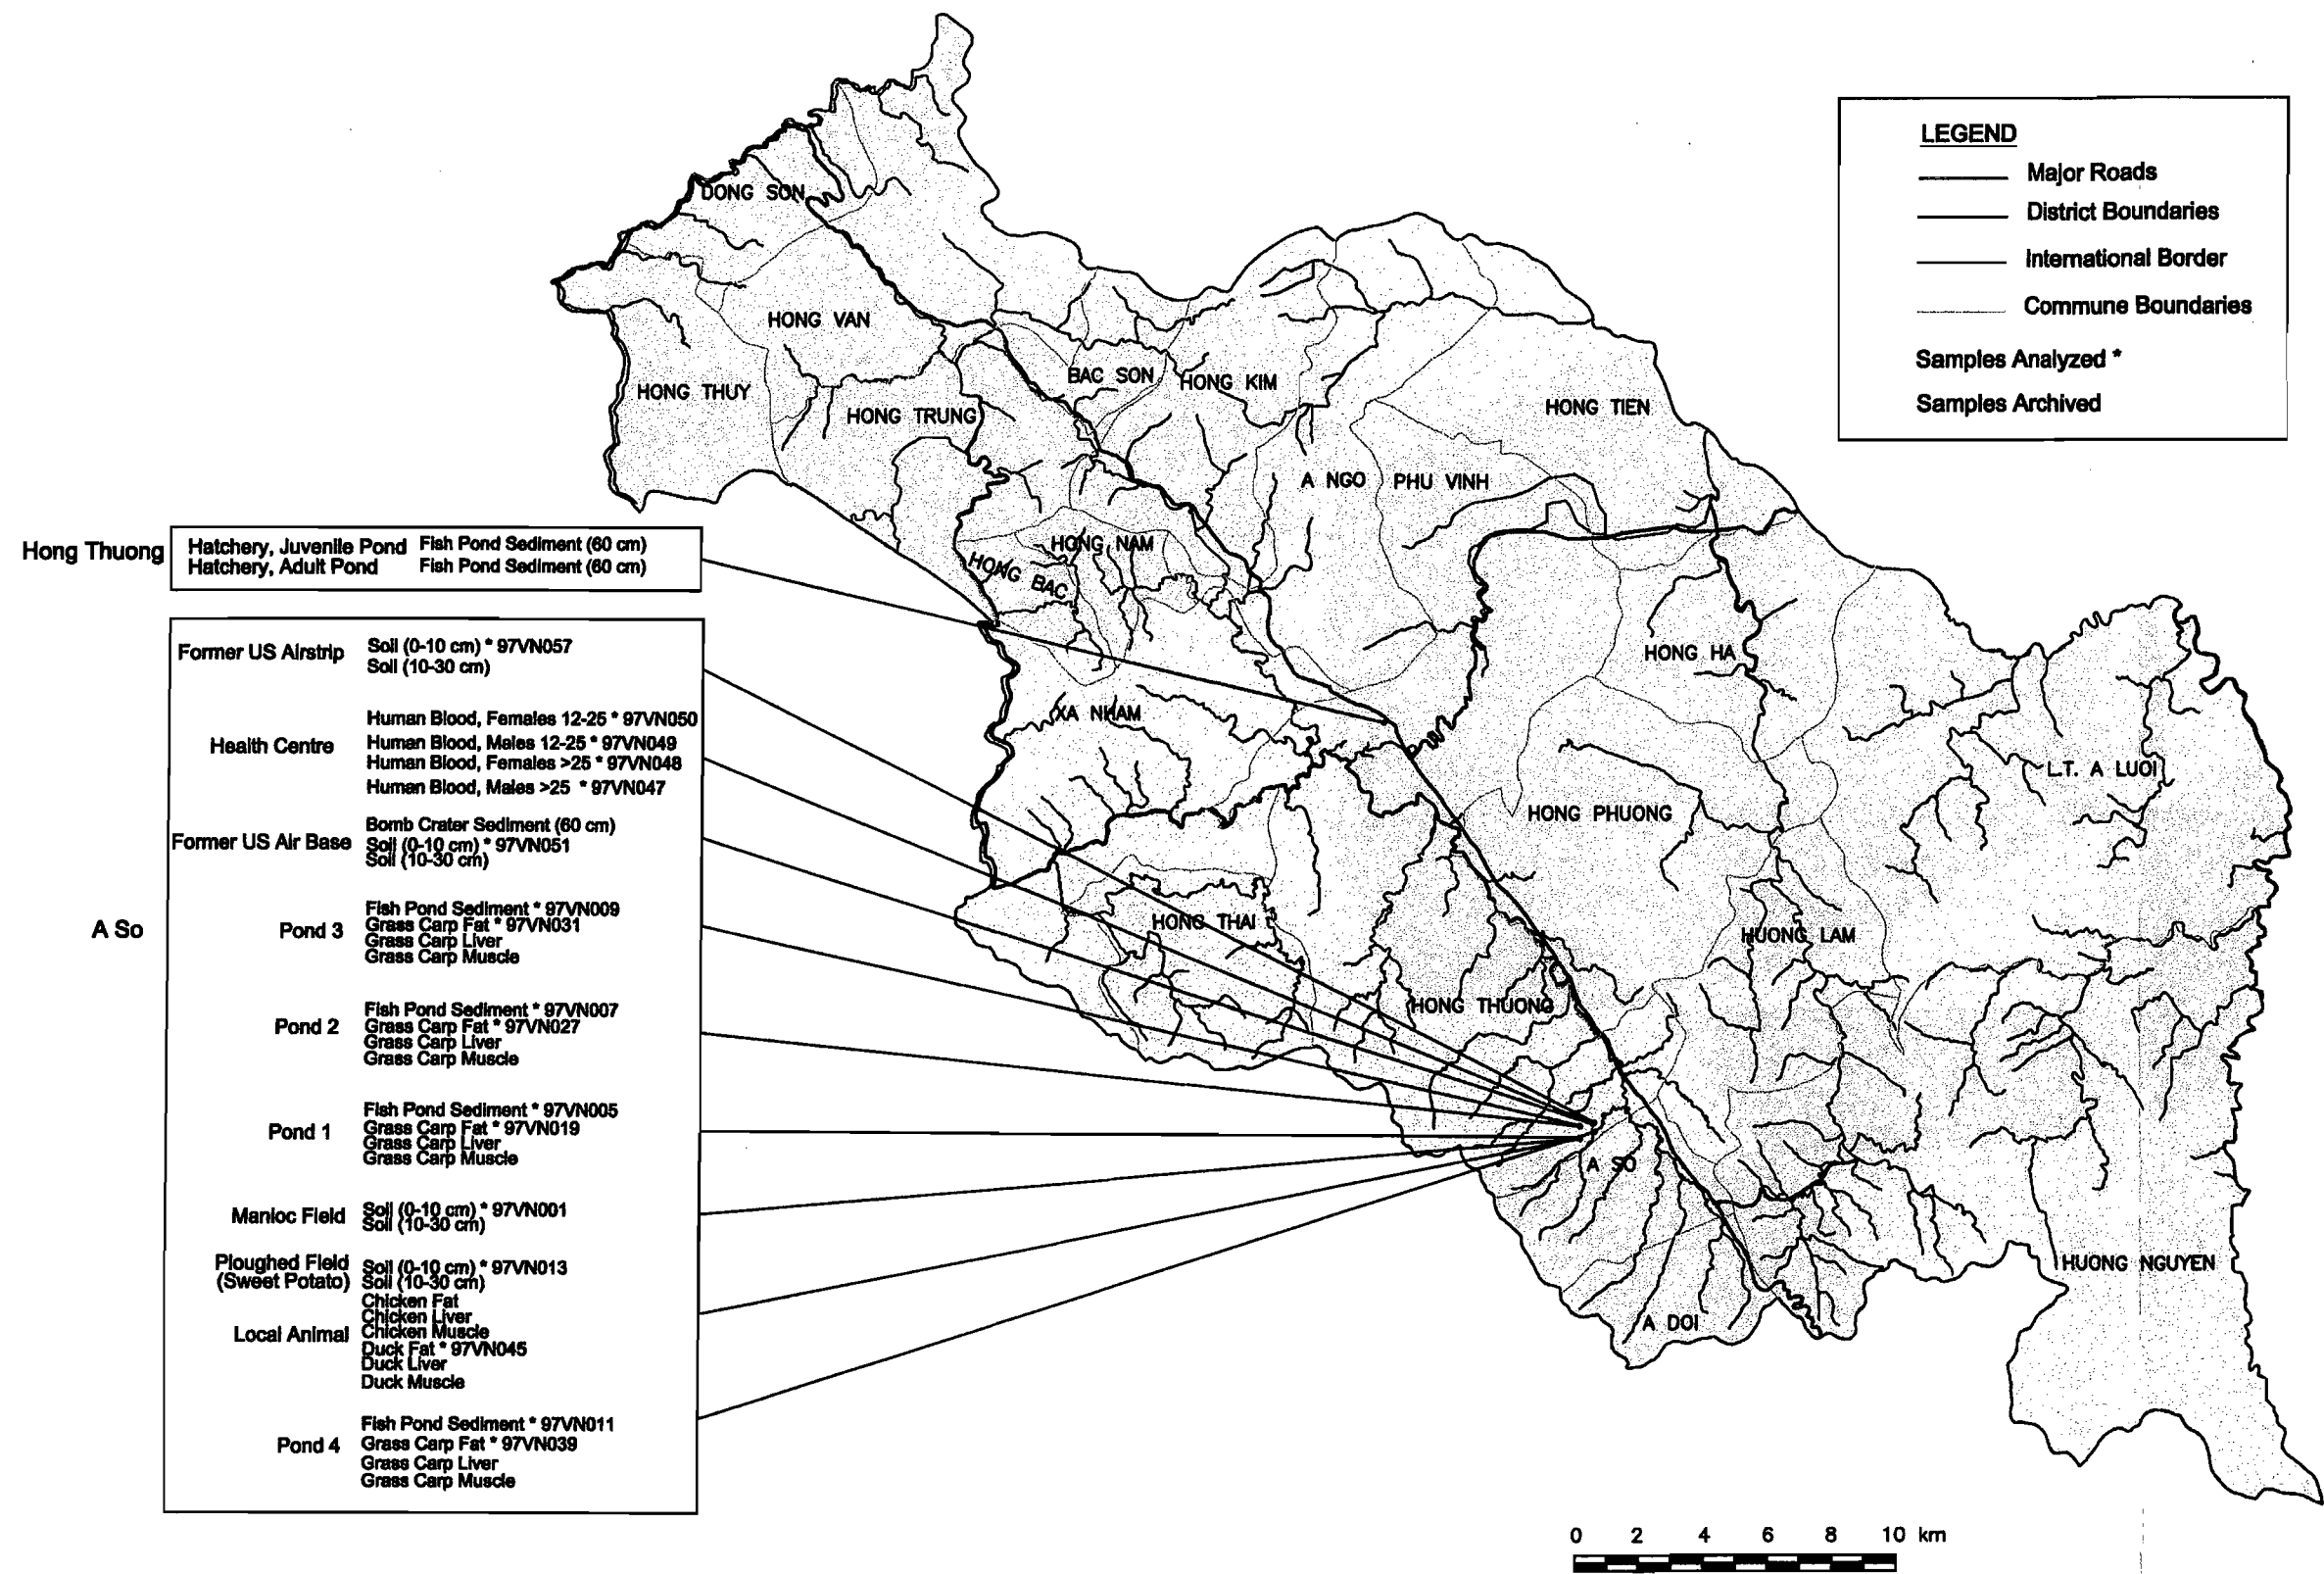 LEGEND
Major Roads
District Boundaries
International Border
Commune Boundaries
Samples Analyzed *
Samples Archived
DONG SON
HONG VAN
HONG THUY
HONG TRUNG
BAC SON
HONG KIM
HONG TIEN
A NGO
PHU VINH
HONG NAM
HONG BAC
HONG HA
XA NHAM
L.T. A LUOI
HONG PHUONG
HONG THAI
HUONG LAM
HONG THUONG
A SO
HUONG NGUYEN
A DOI
Hong Thuong
Hatchery, Juvenile Pond Fish Pond Sediment (60 cm)
Hatchery, Adult Pond Fish Pond Sediment (60 cm)
A So
Former US Airstrip
Soil (0-10 cm) * 97VN057
Soil (10-30 cm)
Health Centre
Human Blood, Females 12-25 * 97VN050
Human Blood, Males 12-25 * 97VN049
Human Blood, Females >25 * 97VN048
Human Blood, Males >25 * 97VN047
Former US Air Base
Bomb Crater Sediment (60 cm)
Soil (0-10 cm) * 97VN051
Soil (10-30 cm)
Pond 3
Fish Pond Sediment * 97VN009
Grass Carp Fat * 97VN031
Grass Carp Liver
Grass Carp Muscle
Pond 2
Fish Pond Sediment * 97VN007
Grass Carp Fat * 97VN027
Grass Carp Liver
Grass Carp Muscle
Pond 1
Fish Pond Sediment * 97VN005
Grass Carp Fat * 97VN019
Grass Carp Liver
Grass Carp Muscle
Manioc Field
Soil (0-10 cm) * 97VN001
Soil (10-30 cm)
Ploughed Field
(Sweet Potato)
Soil (0-10 cm) * 97VN013
Soil (10-30 cm)
Local Animal
Chicken Fat
Chicken Liver
Chicken Muscle
Duck Fat * 97VN045
Duck Liver
Duck Muscle
Pond 4
Fish Pond Sediment * 97VN011
Grass Carp Fat * 97VN039
Grass Carp Liver
Grass Carp Muscle
0 2 4 6 8 10 km